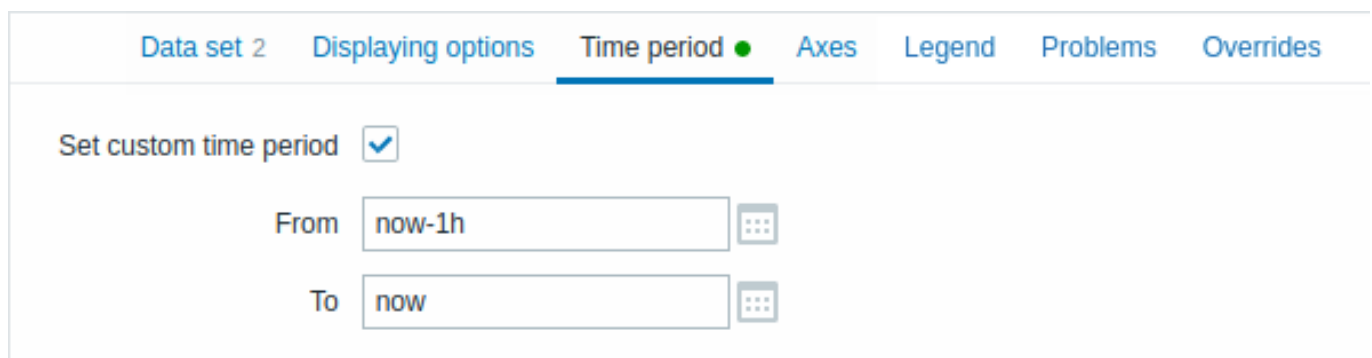 Data set 2 Displaying options Time period Axes Legend Problems Overrides
Set custom time period
From now-1h
To now